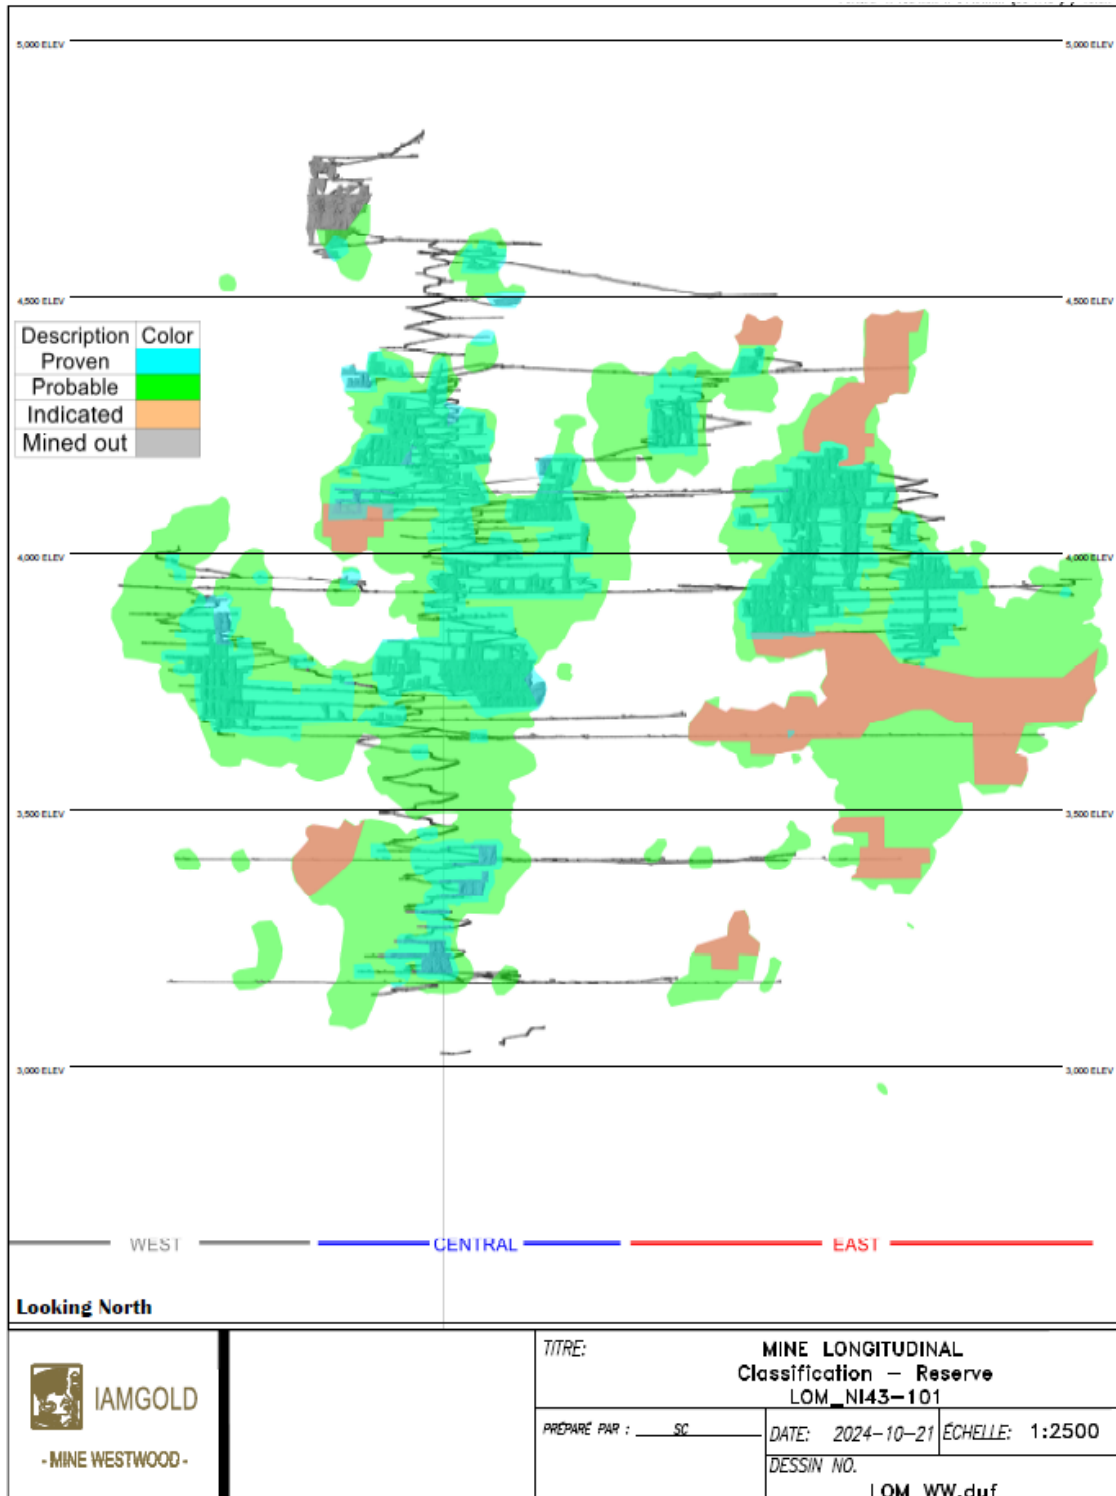 5,000 ELEV
5,000 ELEV
4,500 ELEV
4,500 ELEV
Description Color
Proven
Probable
Indicated
Mined out
4,000 ELEV
4,000 ELEV
3,500 ELEV
3,500 ELEV
3,000 ELEV
3,000 ELEV
WEST CENTRAL EAST
Looking North
IAMGOLD
- MINE WESTWOOD -
TITRE: MINE LONGITUDINAL
Classification – Reserve
LOM_NI43-101
PRÉPARÉ PAR : SC
DATE: 2024-10-21 ÉCHELLE: 1:2500
DESSIN NO.
LOM_WW.duf